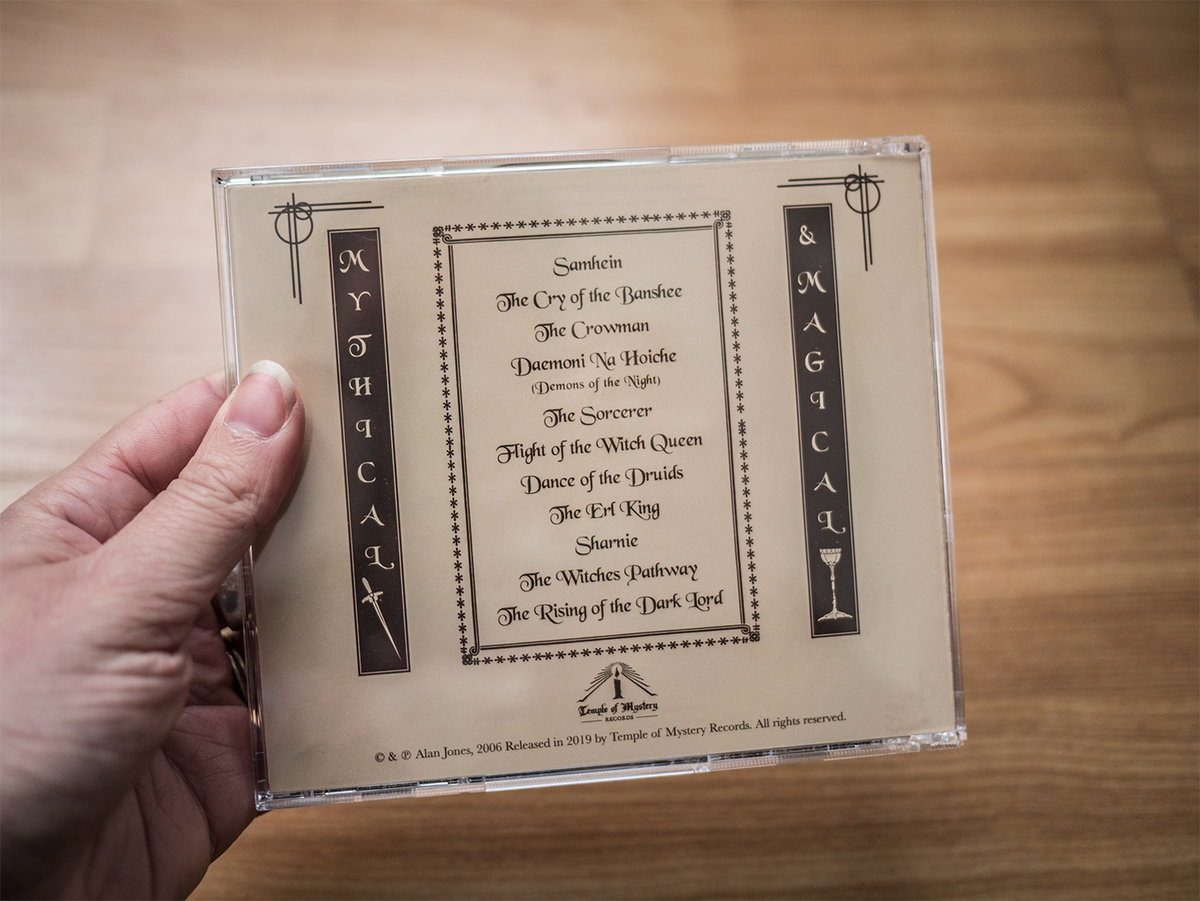 MYTHICAL
& MAGICAL
Samhein
The Cry of the Banshee
The Crowman
Daemoni Na Hoiche
(Demons of the Night)
The Sorcerer
Flight of the Witch Queen
Dance of the Druids
The Erl King
Sharnie
The Witches Pathway
The Rising of the Dark Lord
Temple of Mystery
RECORDS
© & ℗ Alan Jones, 2006 Released in 2019 by Temple of Mystery Records. All rights reserved.